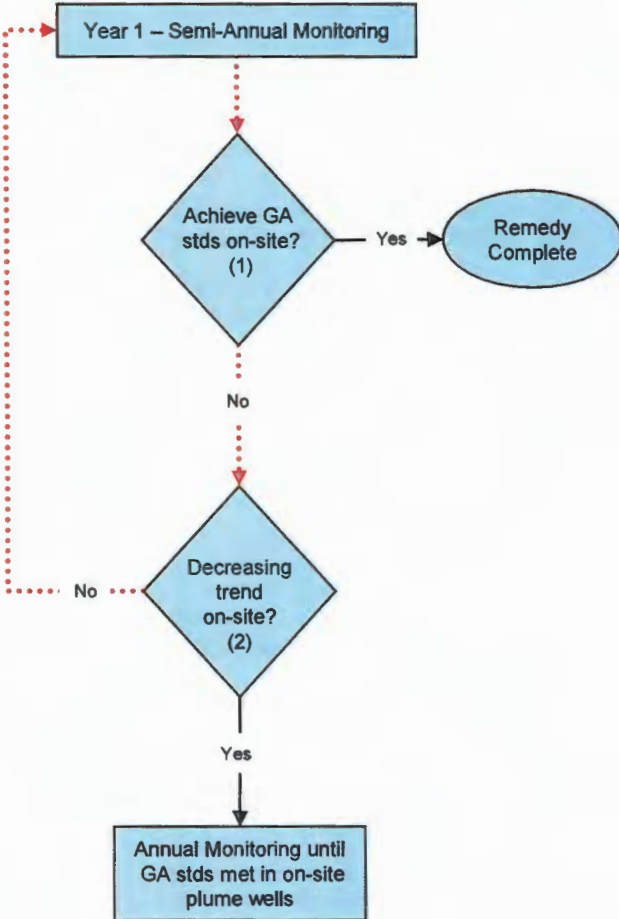 Year 1 – Semi-Annual Monitoring
Achieve GA
stds on-site?
(1)
Yes
Remedy
Complete
No
Decreasing
trend
on-site?
(2)
No
Yes
Annual Monitoring until
GA stds met in on-site
plume wells